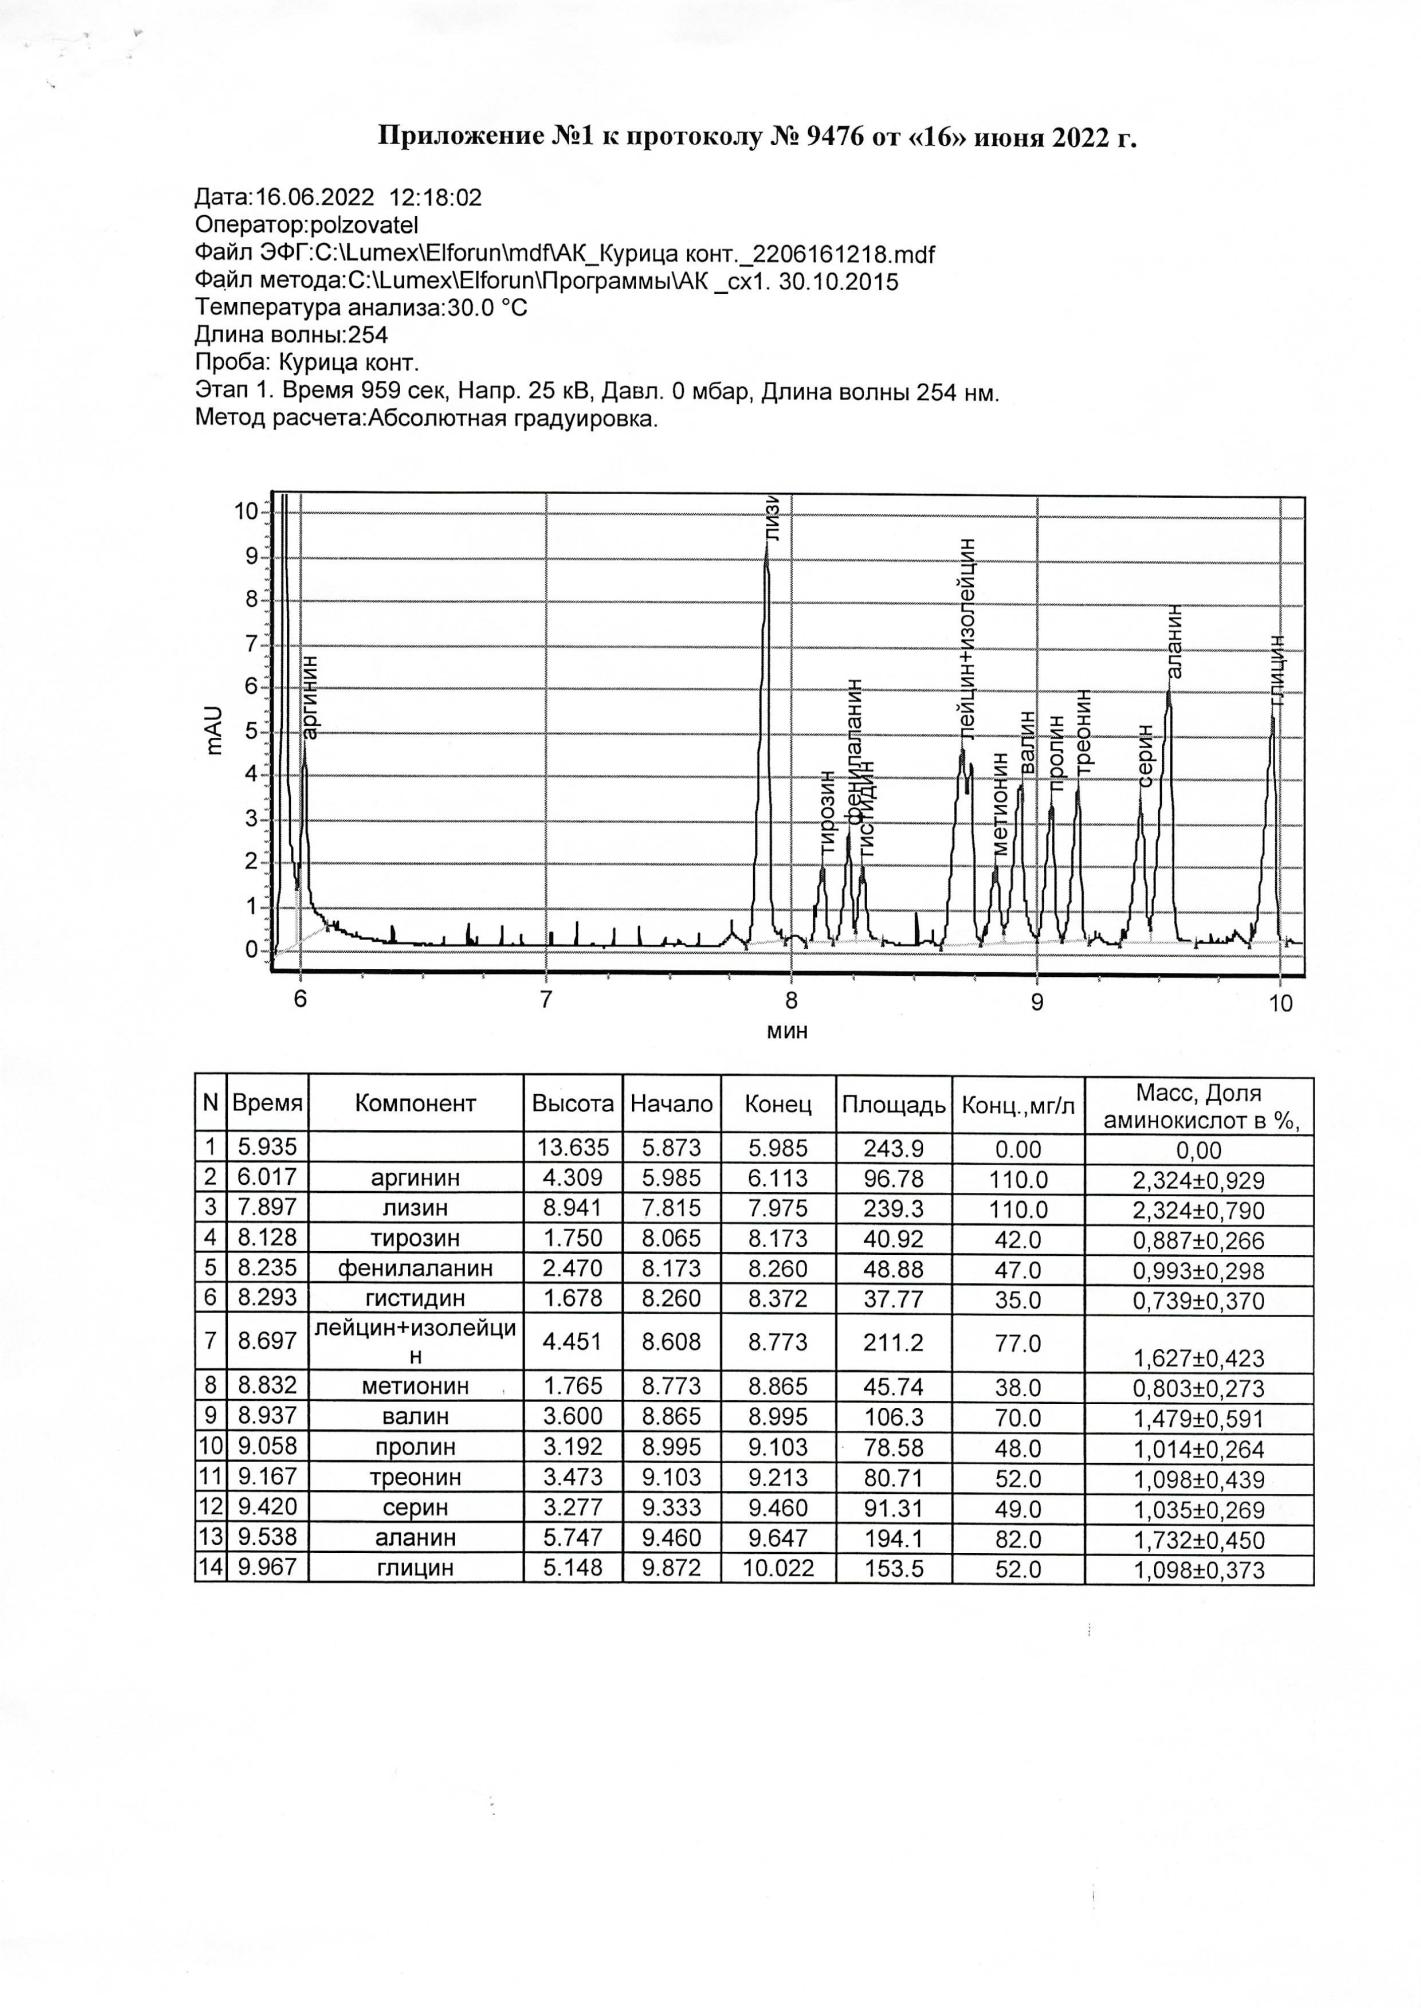 Приложение №1 к протоколу № 9476 от «16» июня 2022 г.
Дата:16.06.2022 12:18:02
Оператор:polzovatel
Файл ЭФГ:C:\Lumex\Elforun\mdf\АК_Курица конт._2206161218.mdf
Файл метода:C:\Lumex\Elforun\Программы\АК _сх1. 30.10.2015
Температура анализа:30.0 °C
Длина волны:254
Проба: Курица конт.
Этап 1. Время 959 сек, Напр. 25 кВ, Давл. 0 мбар, Длина волны 254 нм.
Метод расчета:Абсолютная градуировка.
10
9
8
7
6
5
4
3
2
1
0
mAU
аргинин
лизи
тирозин
фенилаланин
гистидин
лейцин+изолейцин
метионин
валин
пролин
треонин
серин
аланин
глицин
6 7 8 9 10
мин
N Время Компонент Высота Начало Конец Площадь Конц.,мг/л Масс, Доля аминокислот в %,
1 5.935 13.635 5.873 5.985 243.9 0.00 0,00
2 6.017 аргинин 4.309 5.985 6.113 96.78 110.0 2,324±0,929
3 7.897 лизин 8.941 7.815 7.975 239.3 110.0 2,324±0,790
4 8.128 тирозин 1.750 8.065 8.173 40.92 42.0 0,887±0,266
5 8.235 фенилаланин 2.470 8.173 8.260 48.88 47.0 0,993±0,298
6 8.293 гистидин 1.678 8.260 8.372 37.77 35.0 0,739±0,370
7 8.697 лейцин+изолейцин 4.451 8.608 8.773 211.2 77.0 1,627±0,423
8 8.832 метионин 1.765 8.773 8.865 45.74 38.0 0,803±0,273
9 8.937 валин 3.600 8.865 8.995 106.3 70.0 1,479±0,591
10 9.058 пролин 3.192 8.995 9.103 78.58 48.0 1,014±0,264
11 9.167 треонин 3.473 9.103 9.213 80.71 52.0 1,098±0,439
12 9.420 серин 3.277 9.333 9.460 91.31 49.0 1,035±0,269
13 9.538 аланин 5.747 9.460 9.647 194.1 82.0 1,732±0,450
14 9.967 глицин 5.148 9.872 10.022 153.5 52.0 1,098±0,373